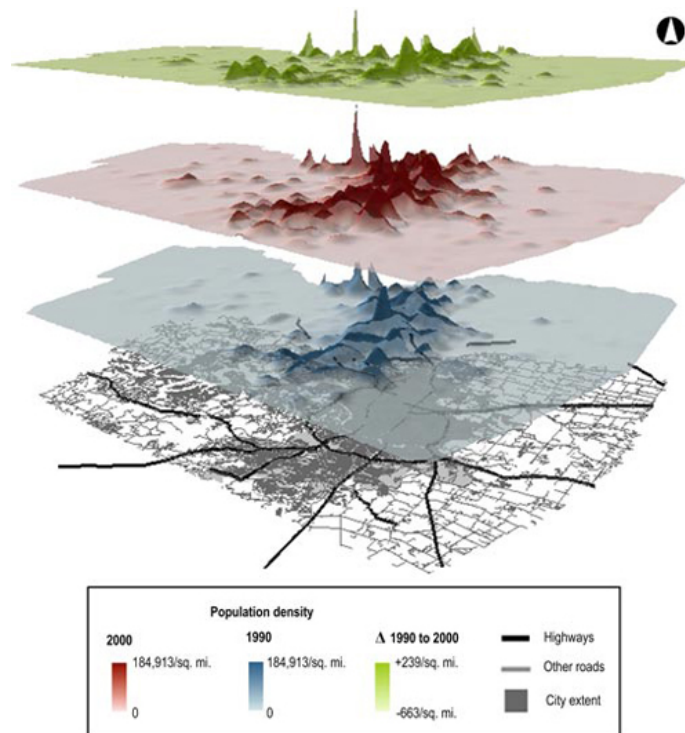 Population density
2000
1990
Δ 1990 to 2000
184,913/sq. mi.
0
184,913/sq. mi.
0
+239/sq. mi.
-663/sq. mi.
Highways
Other roads
City extent